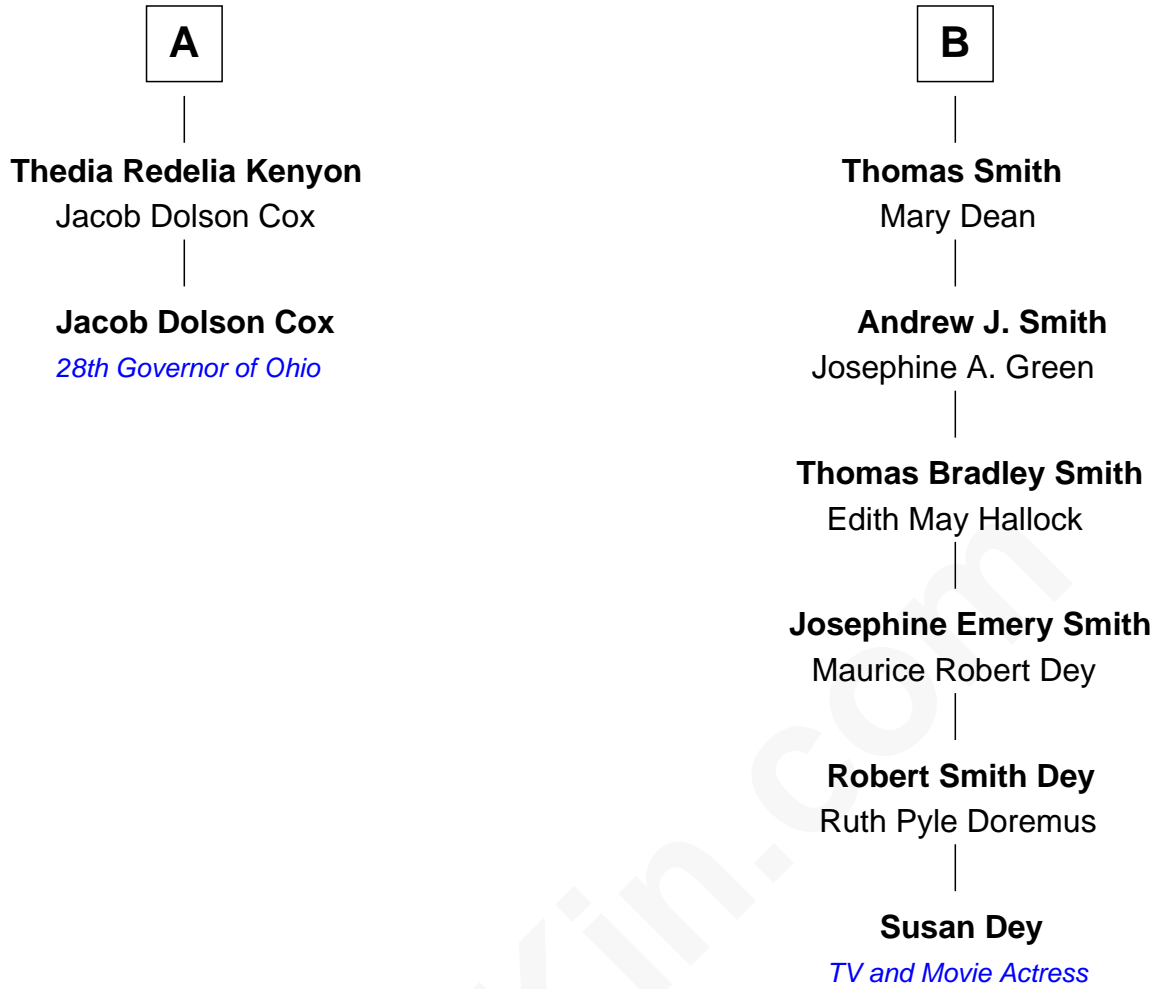 A
Thedia Redelia Kenyon
Jacob Dolson Cox
Jacob Dolson Cox
28th Governor of Ohio
B
Thomas Smith
Mary Dean
Andrew J. Smith
Josephine A. Green
Thomas Bradley Smith
Edith May Hallock
Josephine Emery Smith
Maurice Robert Dey
Robert Smith Dey
Ruth Pyle Doremus
Susan Dey
TV and Movie Actress
Kin.com